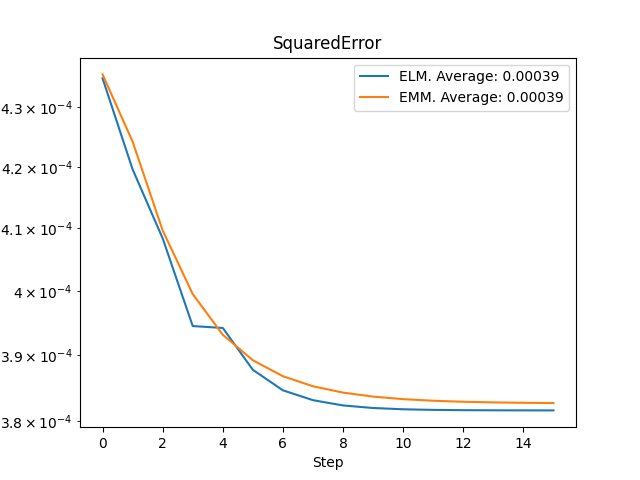 SquaredError
ELM. Average: 0.00039
EMM. Average: 0.00039
4.3 × 10⁻⁴
4.2 × 10⁻⁴
4.1 × 10⁻⁴
4 × 10⁻⁴
3.9 × 10⁻⁴
3.8 × 10⁻⁴
0 2 4 6 8 10 12 14
Step